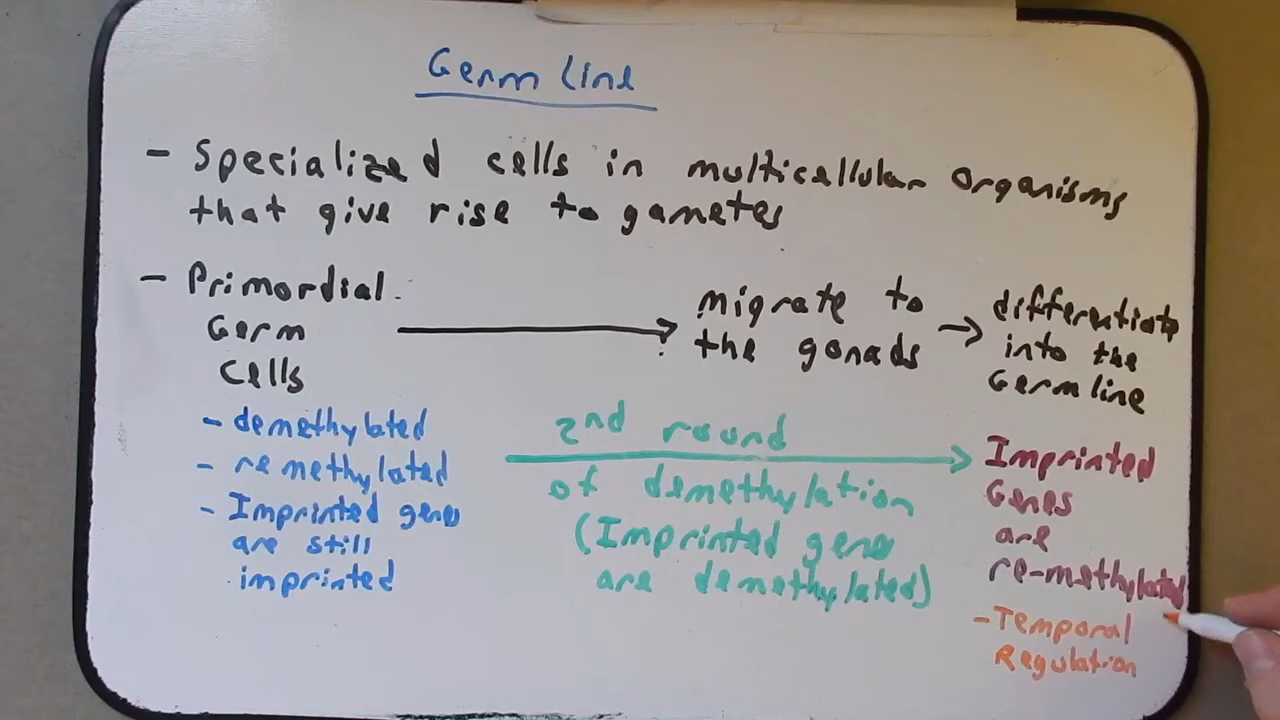 Germ line
- Specialized cells in multicellular organisms
that give rise to gametes
- Primordial
Germ
Cells
migrate to
the gonads
differentiate
into the
Germline
- demethylated
- remethylated
- Imprinted genes
are still
imprinted
2nd round
of demethylation
(Imprinted genes
are demethylated)
Imprinted
Genes
are
re-methylated
- Temporal
Regulation